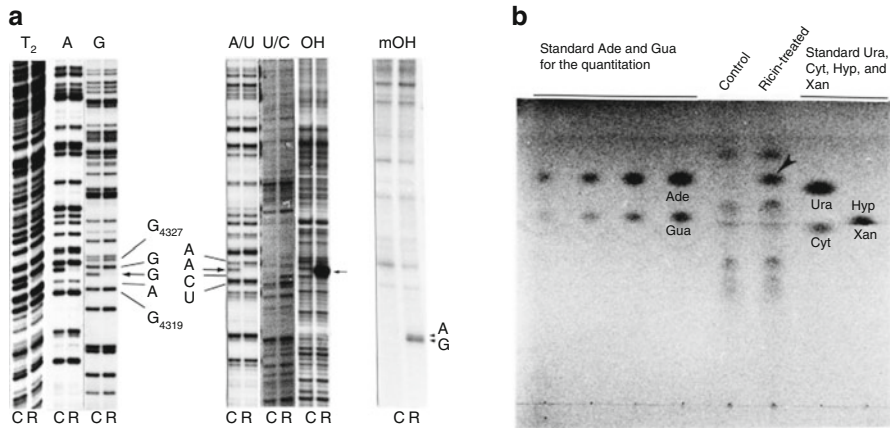 a
T2 A G A/U U/C OH mOH
G4327
G
G
A
G4319
A
A
C
U
A
G
C R C R C R C R C R C R C R
b
Standard Ade and Gua
for the quantitation
Control
Ricin-treated
Standard Ura,
Cyt, Hyp, and
Xan
Ade
Gua
Ura
Cyt
Hyp
Xan